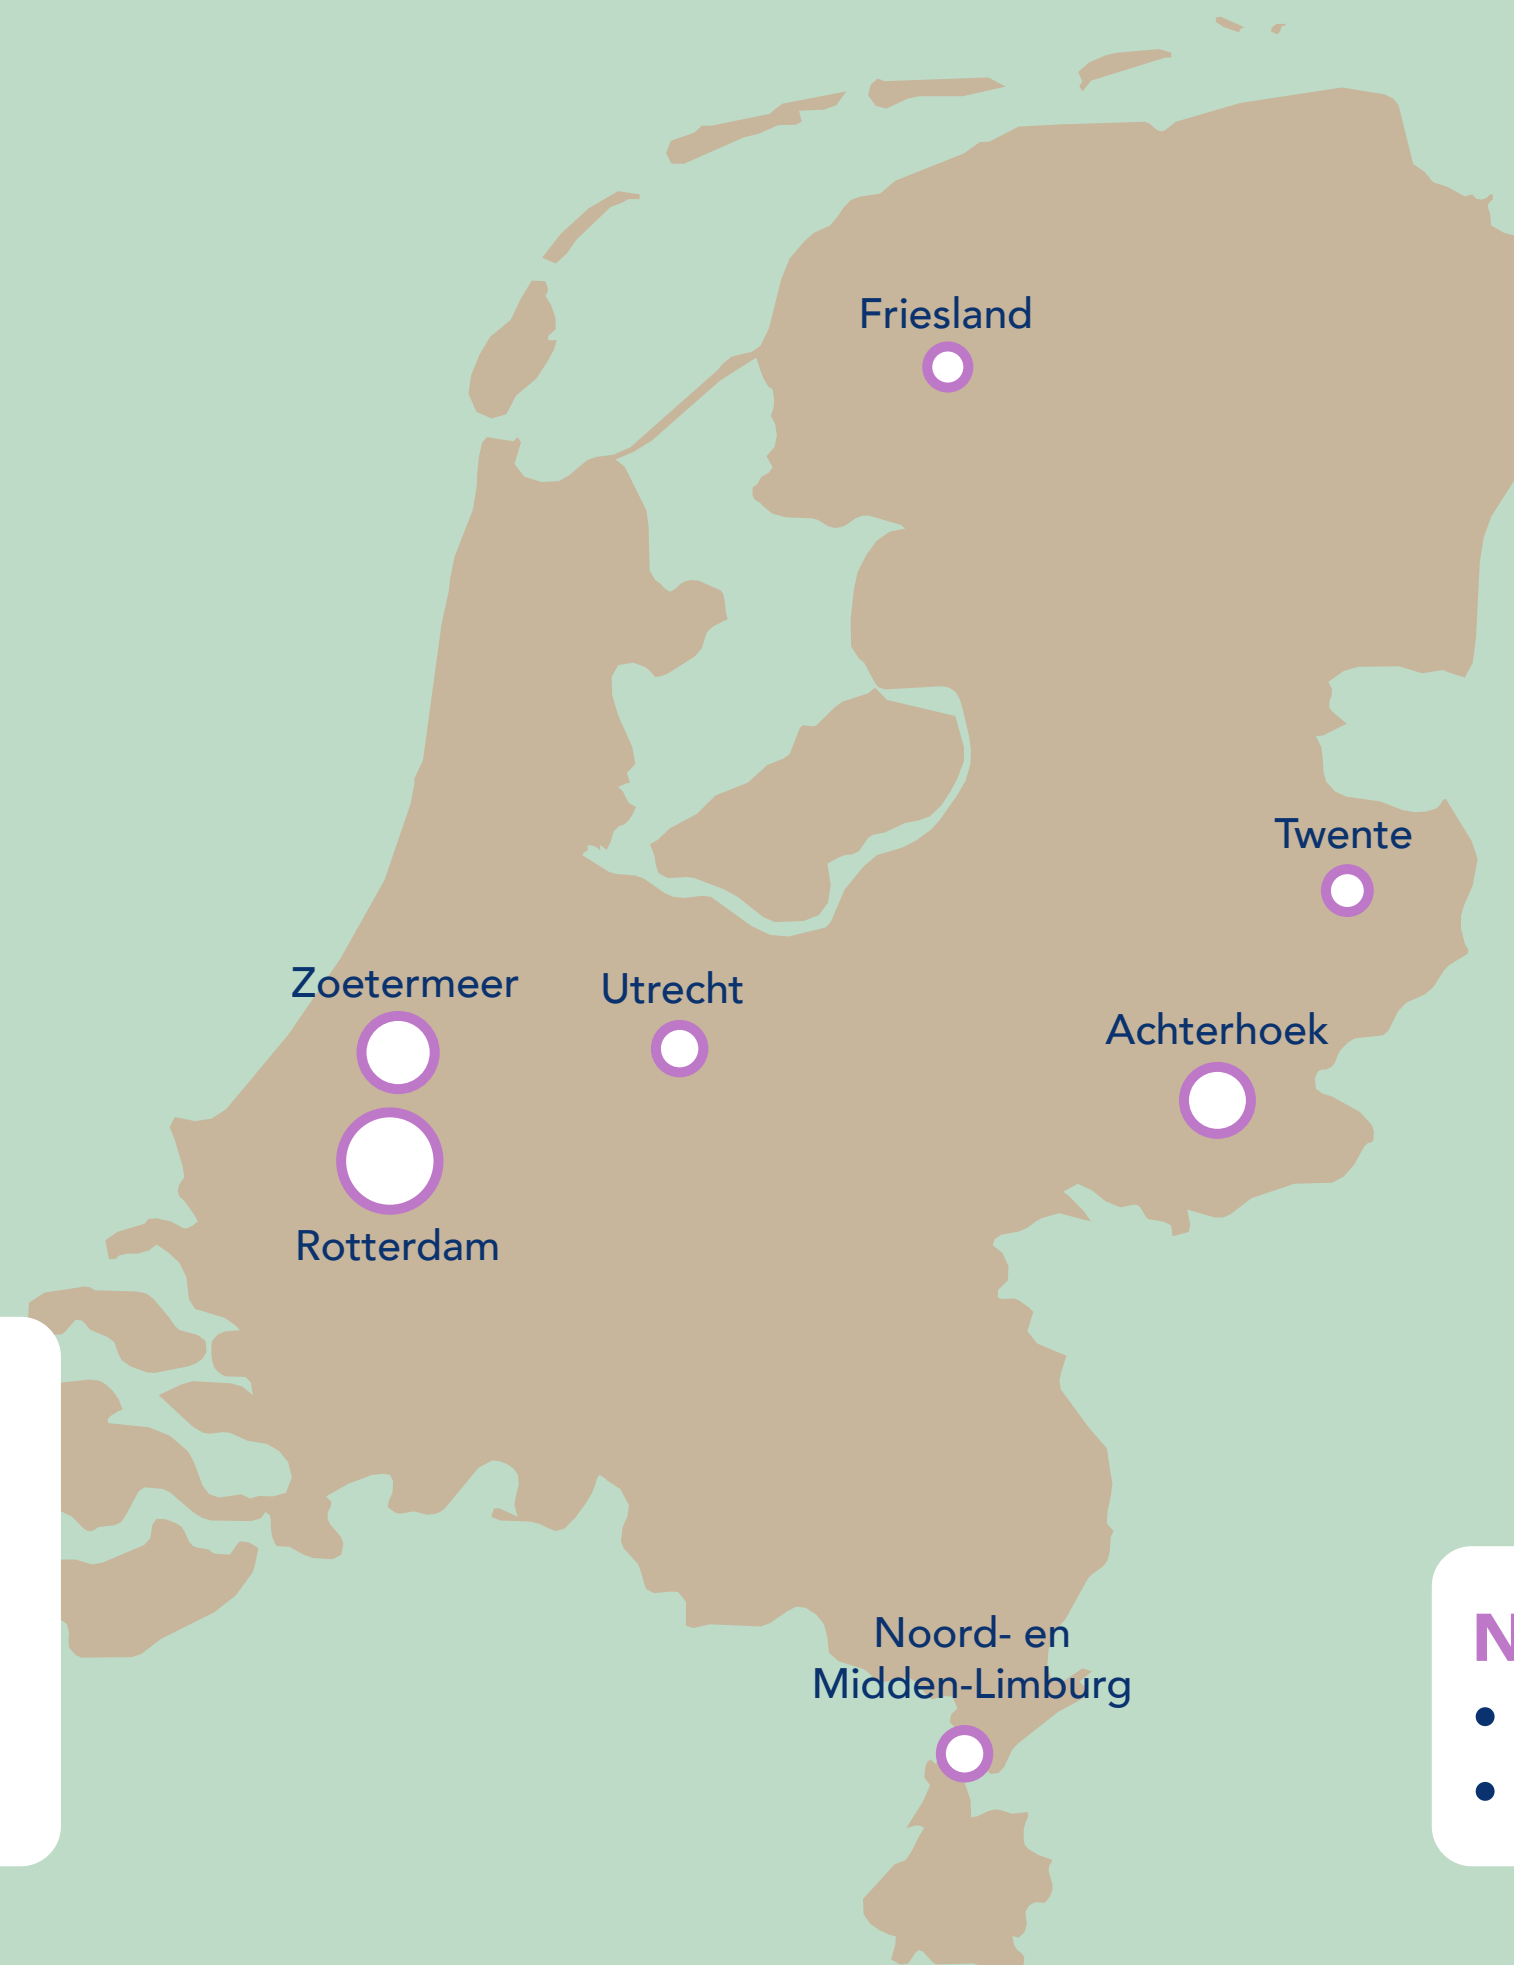 Friesland
Twente
Zoetermeer
Utrecht
Achterhoek
Rotterdam
Noord- en
Midden-Limburg
N
•
•